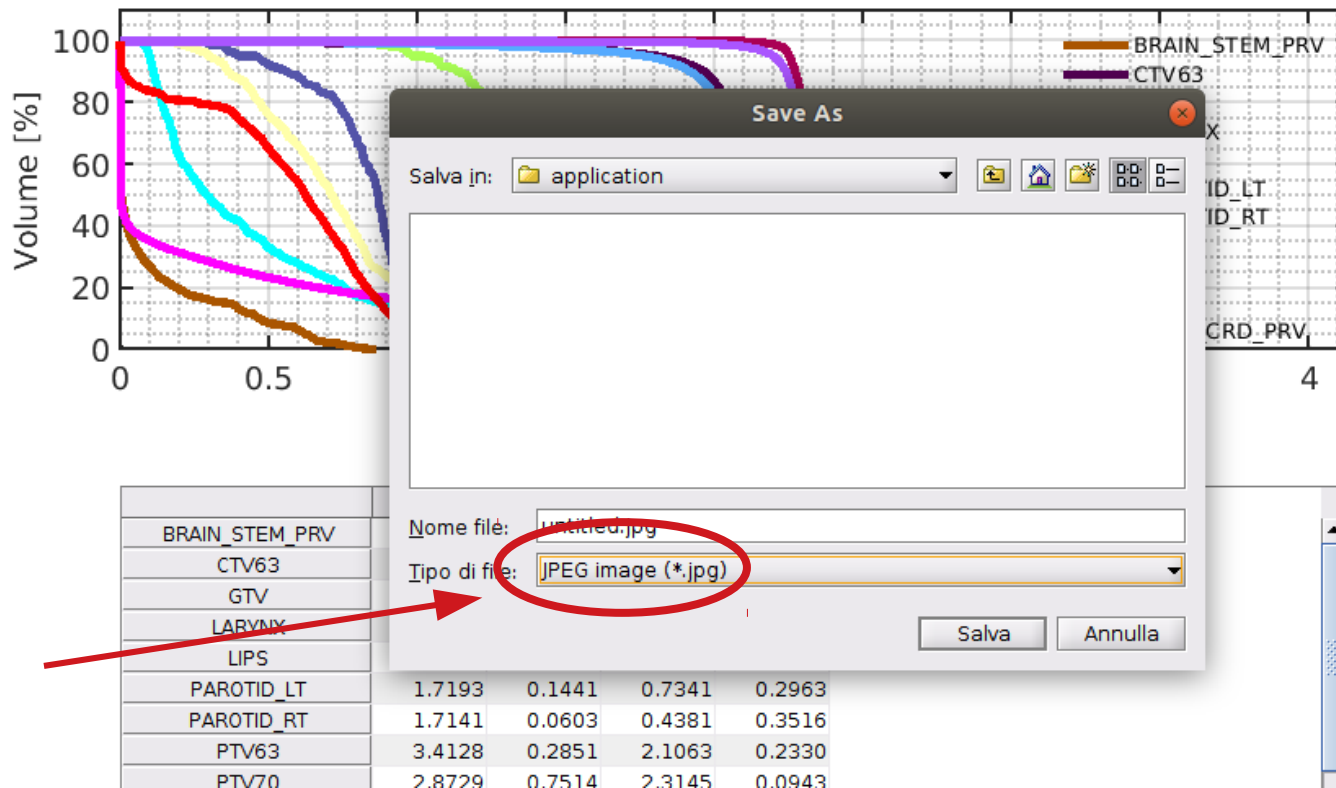 100
BRAIN_STEM_PRV
CTV63
Save As
80
Volume [%]
X
60
Salva in: application
ID_LT
ID_RT
40
20
CRD_PRV
0
0 0.5 4
Nome file: untitled.jpg
BRAIN_STEM_PRV
CTV63
Tipo di file: JPEG image (*.jpg)
GTV
LARYNX
Salva Annulla
LIPS
PAROTID_LT 1.7193 0.1441 0.7341 0.2963
PAROTID_RT 1.7141 0.0603 0.4381 0.3516
PTV63 3.4128 0.2851 2.1063 0.2330
PTV70 2.8729 0.7514 2.3145 0.0943